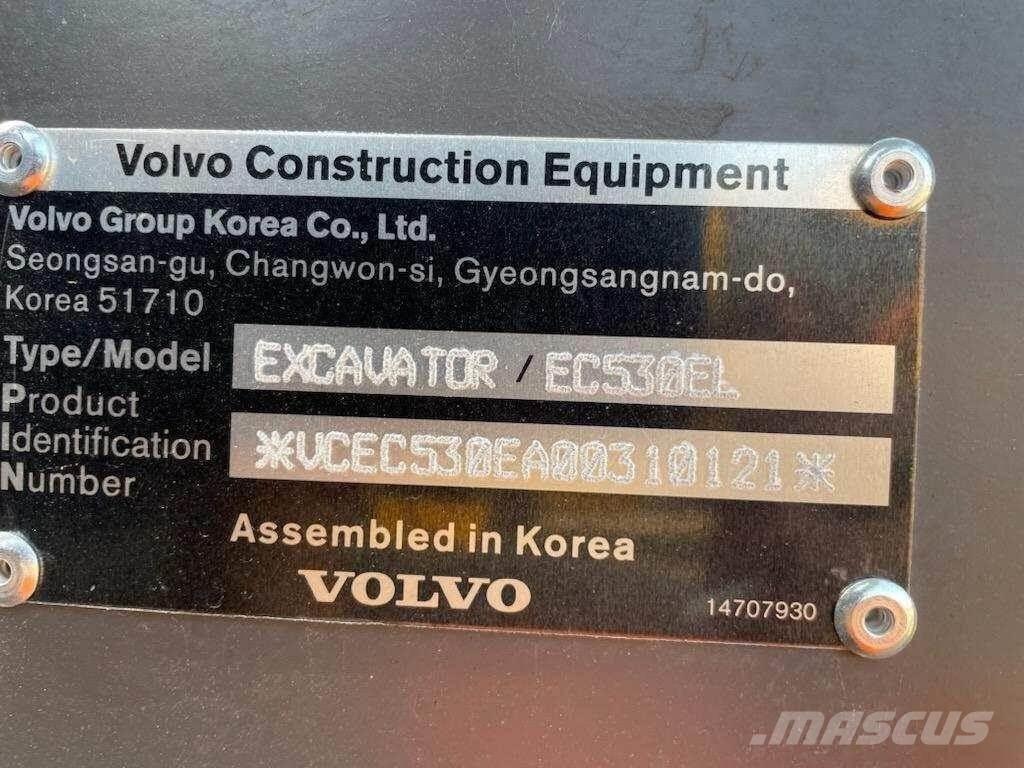 Volvo Construction Equipment
Volvo Group Korea Co., Ltd.
Seongsan-gu, Changwon-si, Gyeongsangnam-do,
Korea 51710
Type/Model EXCAVATOR / EC530EL
Product
Identification *VCEC530EA00310121*
Number
Assembled in Korea
VOLVO
14707930
MASCUS